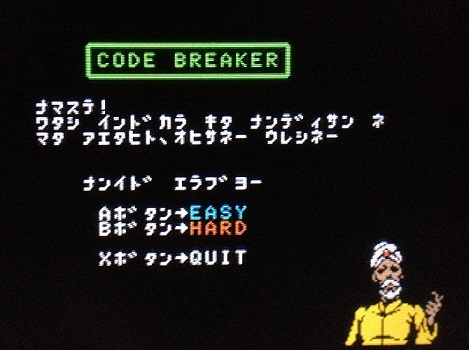 CODE BREAKER
ナマステ!
ワタシ インドカラ キタ ナンディサン ネ
マタ アエタヒト、オヒサネー ウレシネー
ナンイド エラブヨー
Aボタン→EASY
Bボタン→HARD
Xボタン→QUIT